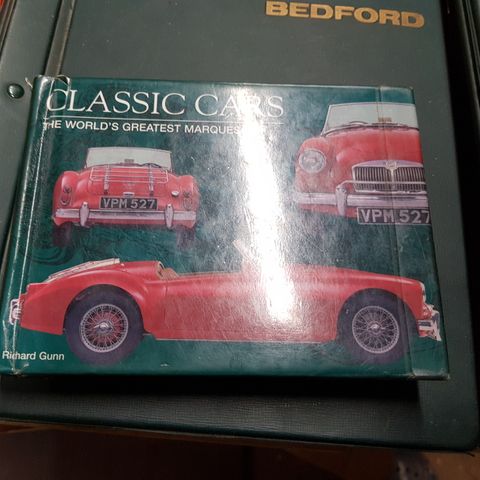 BEDFORD
CLASSIC CARS
THE WORLD'S GREATEST MARQUES
VPM 527
VPM 527
Richard Gunn